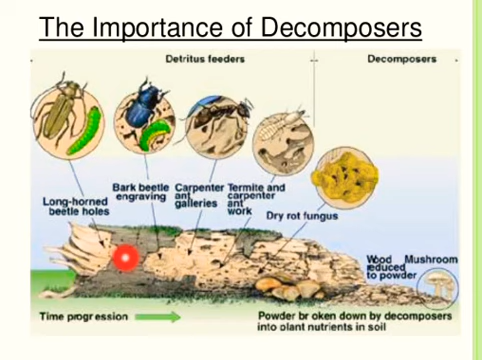 The Importance of Decomposers
Detritus feeders
Decomposers
Long-horned
beetle holes
Bark beetle
engraving
Carpenter
ant
galleries
Termite and
carpenter
ant
work
Dry rot fungus
Wood
reduced
to powder
Mushroom
Time progression
Powder br oken down by decomposers
into plant nutrients in soil